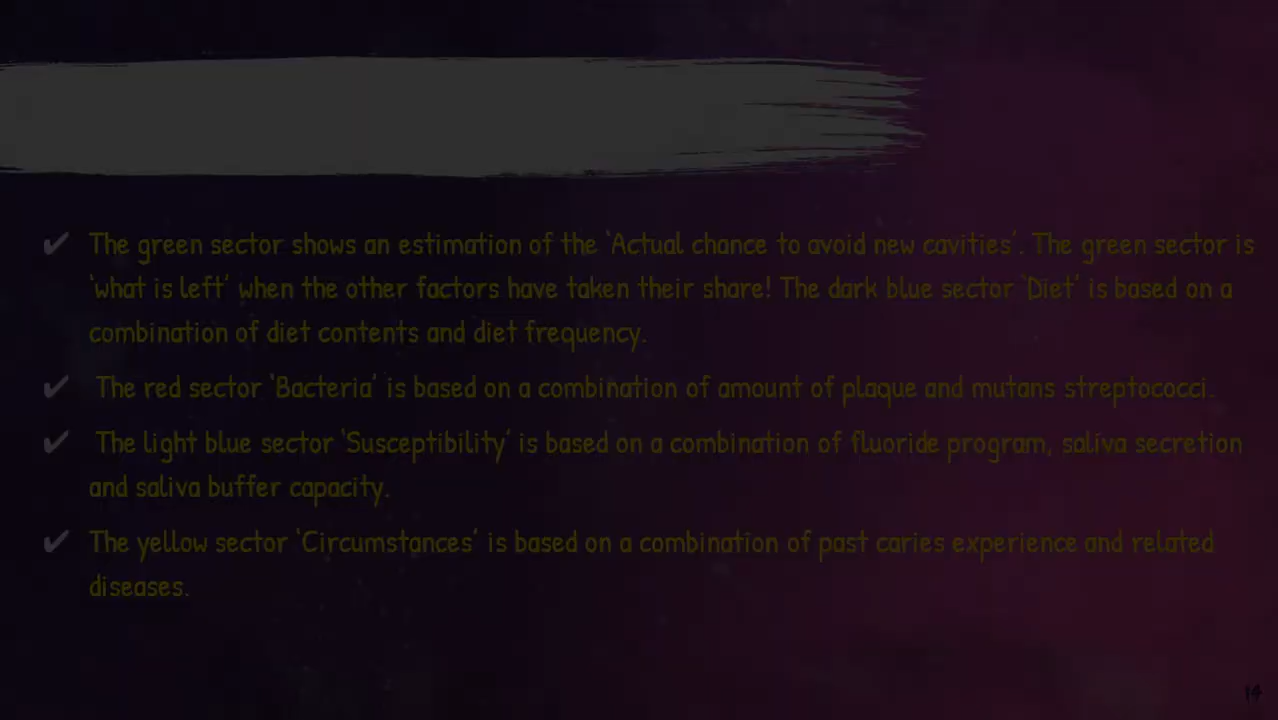 ✔ The green sector shows an estimation of the ‘Actual chance to avoid new cavities’. The green sector is
‘what is left’ when the other factors have taken their share! The dark blue sector ‘Diet’ is based on a
combination of diet contents and diet frequency.
✔ The red sector ‘Bacteria’ is based on a combination of amount of plaque and mutans streptococci.
✔ The light blue sector ‘Susceptibility’ is based on a combination of fluoride program, saliva secretion
and saliva buffer capacity.
✔ The yellow sector ‘Circumstances’ is based on a combination of past caries experience and related
diseases.
14